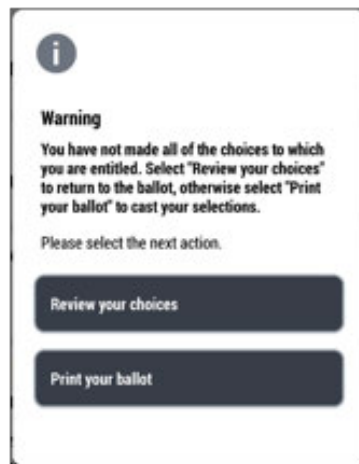 Warning
You have not made all of the choices to which
you are entitled. Select "Review your choices"
to return to the ballot, otherwise select "Print
your ballot" to cast your selections.
Please select the next action.
Review your choices
Print your ballot